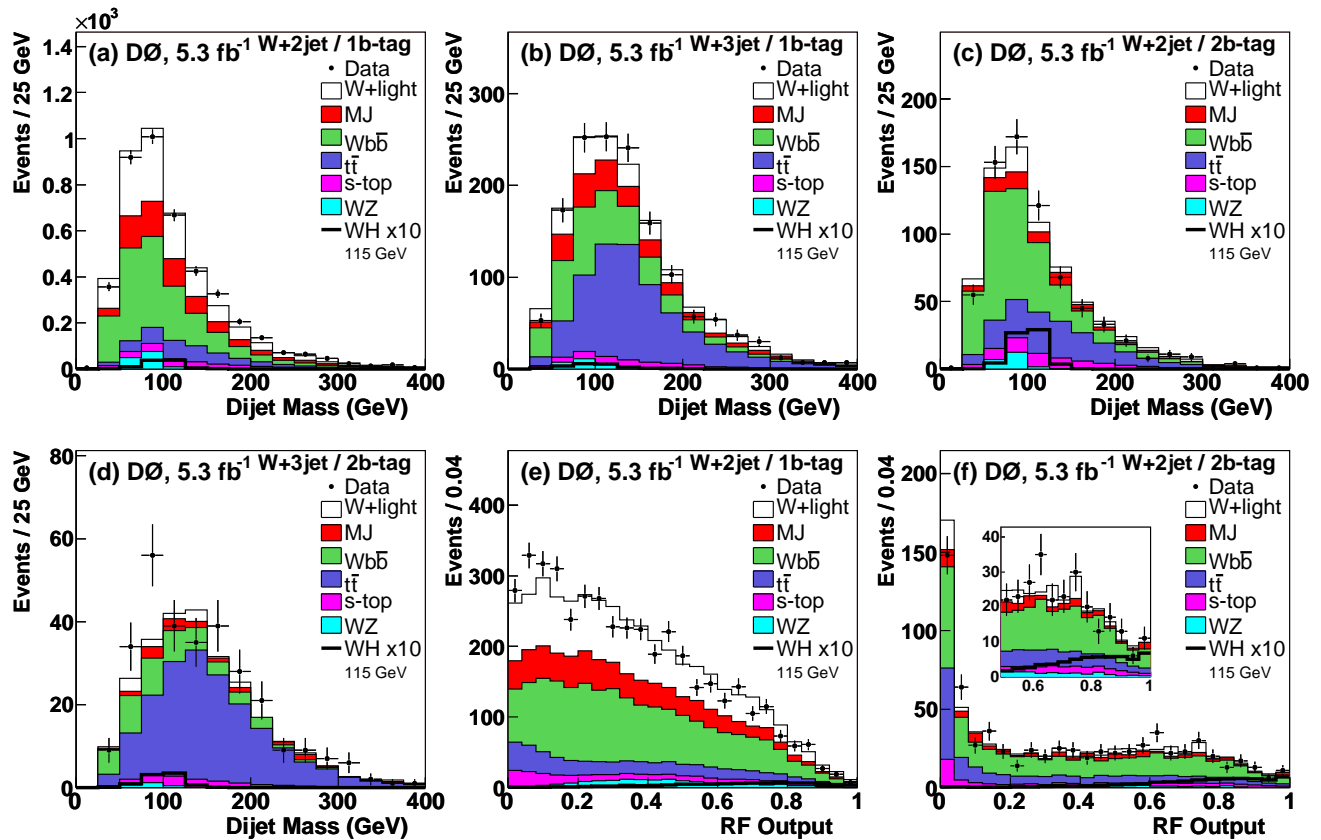 ×10³
(a) DØ, 5.3 fb⁻¹ W+2jet / 1b-tag
Events / 25 GeV
1.4
1.2
1
0.8
0.6
0.4
0.2
0
Data
W+light
MJ
Wbb̄
tt̄
s-top
WZ
WH x10
115 GeV
0 100 200 300 400
Dijet Mass (GeV)
(b) DØ, 5.3 fb⁻¹ W+3jet / 1b-tag
Events / 25 GeV
300
200
100
0
Data
W+light
MJ
Wbb̄
tt̄
s-top
WZ
WH x10
115 GeV
0 100 200 300 400
Dijet Mass (GeV)
(c) DØ, 5.3 fb⁻¹ W+2jet / 2b-tag
Events / 25 GeV
200
150
100
50
0
Data
W+light
MJ
Wbb̄
tt̄
s-top
WZ
WH x10
115 GeV
0 100 200 300 400
Dijet Mass (GeV)
(d) DØ, 5.3 fb⁻¹ W+3jet / 2b-tag
Events / 25 GeV
80
60
40
20
0
Data
W+light
MJ
Wbb̄
tt̄
s-top
WZ
WH x10
115 GeV
0 100 200 300 400
Dijet Mass (GeV)
(e) DØ, 5.3 fb⁻¹ W+2jet / 1b-tag
Events / 0.04
400
300
200
100
0
Data
W+light
MJ
Wbb̄
tt̄
s-top
WZ
WH x10
115 GeV
0 0.2 0.4 0.6 0.8 1
RF Output
(f) DØ, 5.3 fb⁻¹ W+2jet / 2b-tag
Events / 0.04
200
150
100
50
0
40
30
20
10
0
0.6 0.8 1
Data
W+light
MJ
Wbb̄
tt̄
s-top
WZ
WH x10
115 GeV
0 0.2 0.4 0.6 0.8 1
RF Output